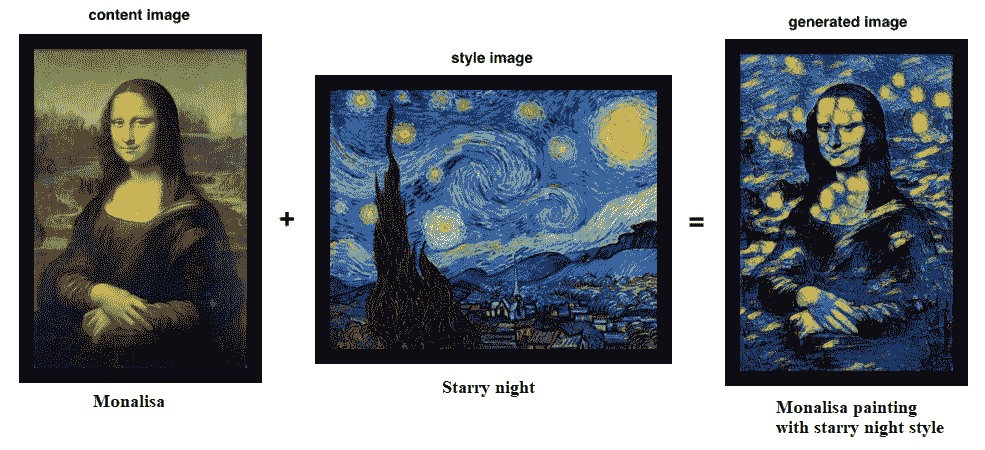 content image
style image
generated image
+
=
Monalisa
Starry night
Monalisa painting
with starry night style